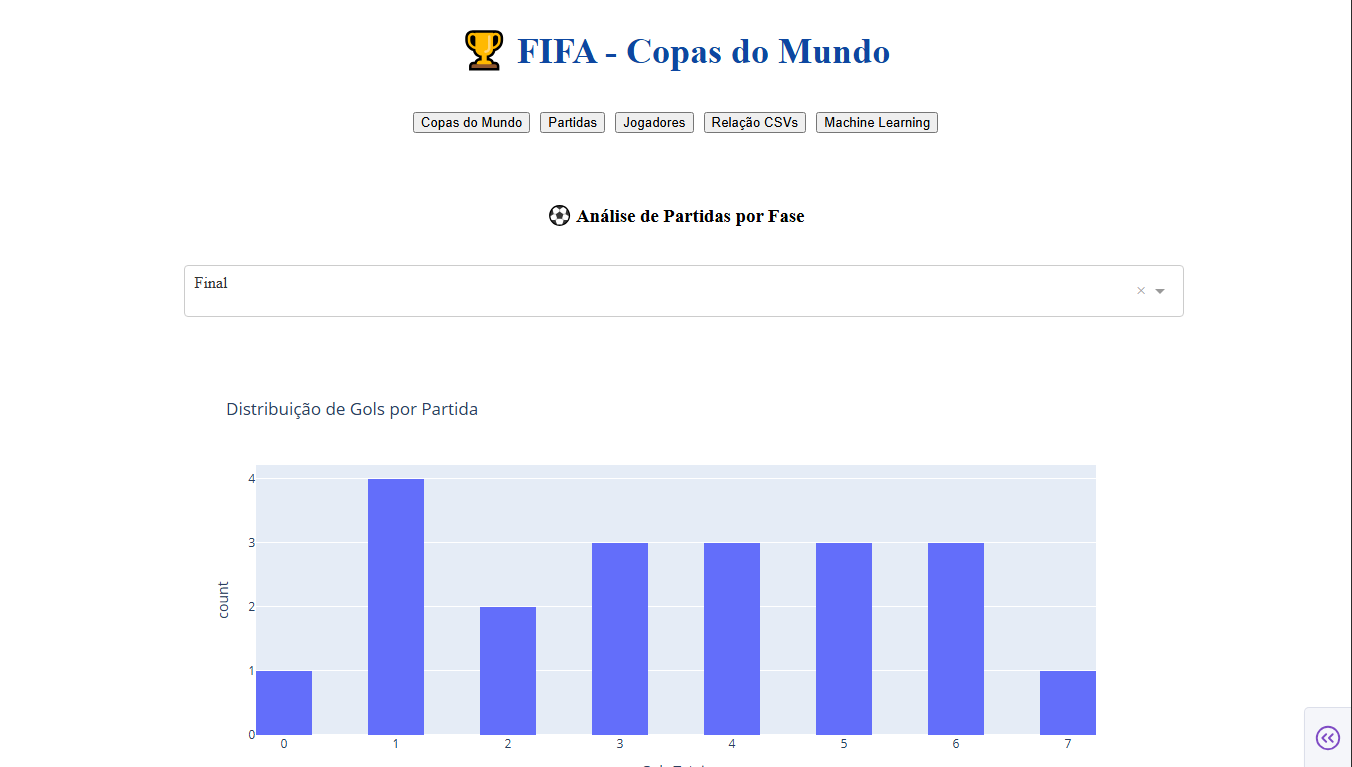 FIFA - Copas do Mundo
Copas do Mundo Partidas Jogadores Relação CSVs Machine Learning
Análise de Partidas por Fase
Final
Distribuição de Gols por Partida
4
3
2
1
0
count
0 1 2 3 4 5 6 7